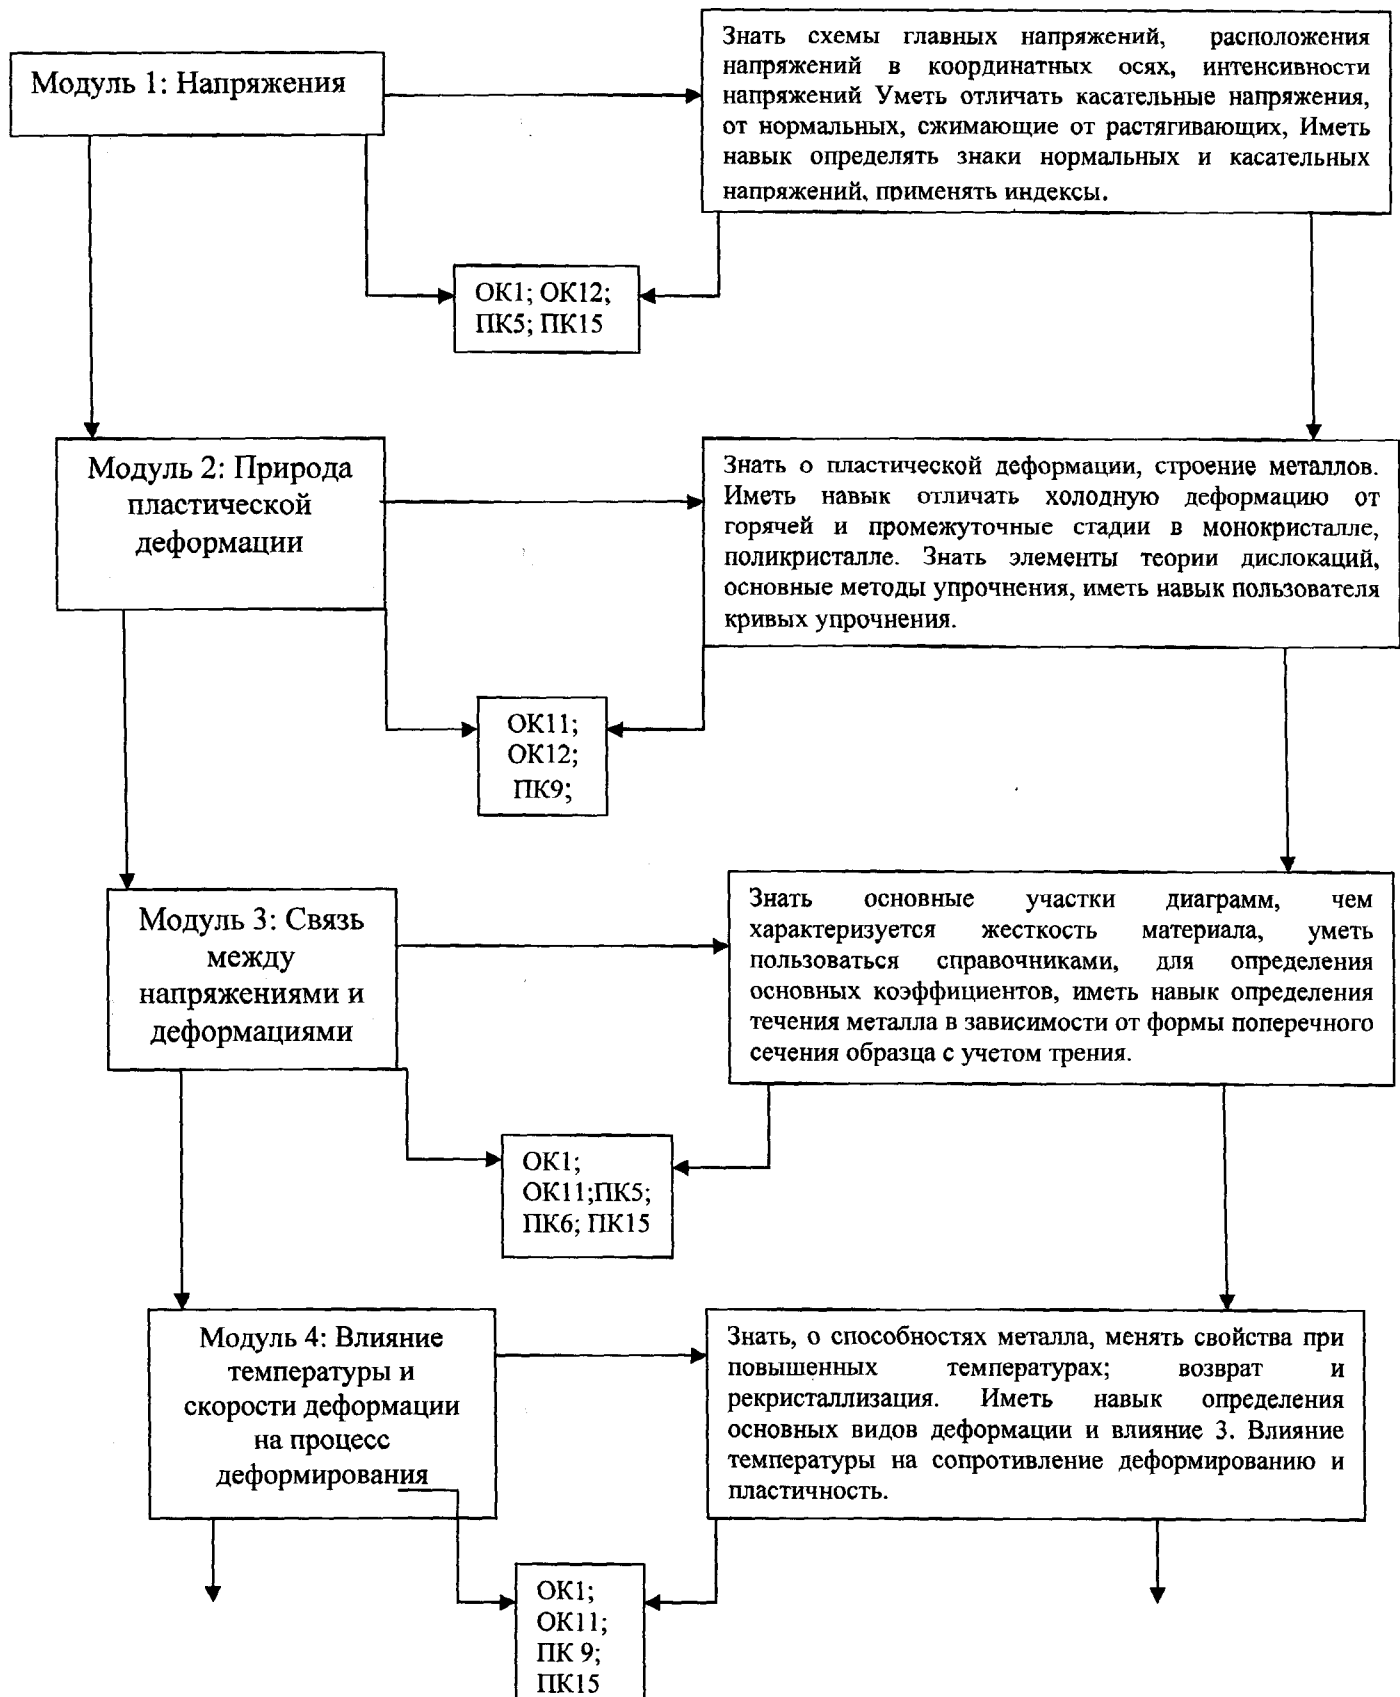 Модуль 1: Напряжения
Знать схемы главных напряжений, расположения
напряжений в координатных осях, интенсивности
напряжений Уметь отличать касательные напряжения,
от нормальных, сжимающие от растягивающих, Иметь
навык определять знаки нормальных и касательных
напряжений, применять индексы.
ОК1; ОК12;
ПК5; ПК15
Модуль 2: Природа
пластической
деформации
Знать о пластической деформации, строение металлов.
Иметь навык отличать холодную деформацию от
горячей и промежуточные стадии в монокристалле,
поликристалле. Знать элементы теории дислокаций,
основные методы упрочнения, иметь навык пользователя
кривых упрочнения.
ОК11;
ОК12;
ПК9;
Модуль 3: Связь
между
напряжениями и
деформациями
Знать основные участки диаграмм, чем
характеризуется жесткость материала, уметь
пользоваться справочниками, для определения
основных коэффициентов, иметь навык определения
течения металла в зависимости от формы поперечного
сечения образца с учетом трения.
ОК1;
ОК11;ПК5;
ПК6; ПК15
Модуль 4: Влияние
температуры и
скорости деформации
на процесс
деформирования
Знать, о способностях металла, менять свойства при
повышенных температурах; возврат и
рекристаллизация. Иметь навык определения
основных видов деформации и влияние 3. Влияние
температуры на сопротивление деформированию и
пластичность.
ОК1;
ОК11;
ПК 9;
ПК15